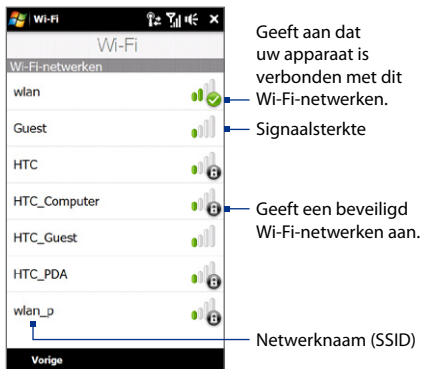 Wi-Fi
Wi-Fi
Wi-Fi-netwerken
wlan
Guest
HTC
HTC_Computer
HTC_Guest
HTC_PDA
wlan_p
Vorige
Geeft aan dat
uw apparaat is
verbonden met dit
Wi-Fi-netwerken.
Signaalsterkte
Geeft een beveiligd
Wi-Fi-netwerken aan.
Netwerknaam (SSID)